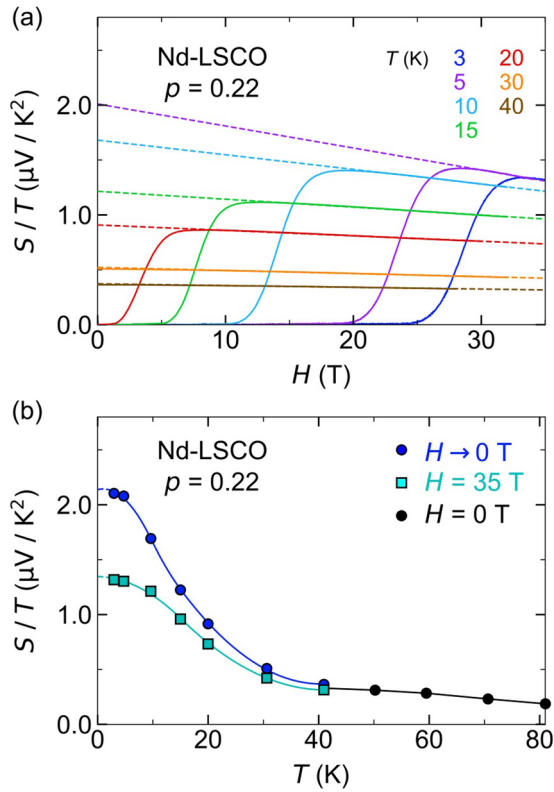 (a)
Nd-LSCO
p = 0.22
T (K) 3 20
5 30
10 40
15
2.0
1.0
0.0
S / T (μV / K²)
0 10 20 30
H (T)
(b)
Nd-LSCO
p = 0.22
H → 0 T
H = 35 T
H = 0 T
2.0
1.0
0.0
S / T (μV / K²)
0 20 40 60 80
T (K)